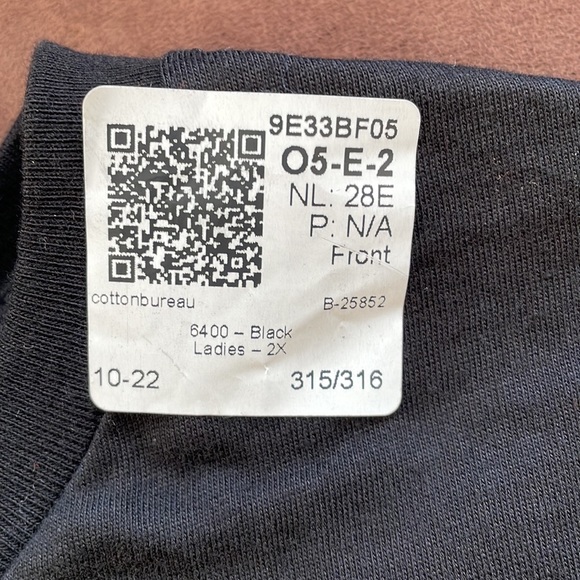 9E33BF05
O5-E-2
NL: 28E
P: N/A
Front
cottonbureau
B-25852
6400 – Black
Ladies – 2X
10-22
315/316